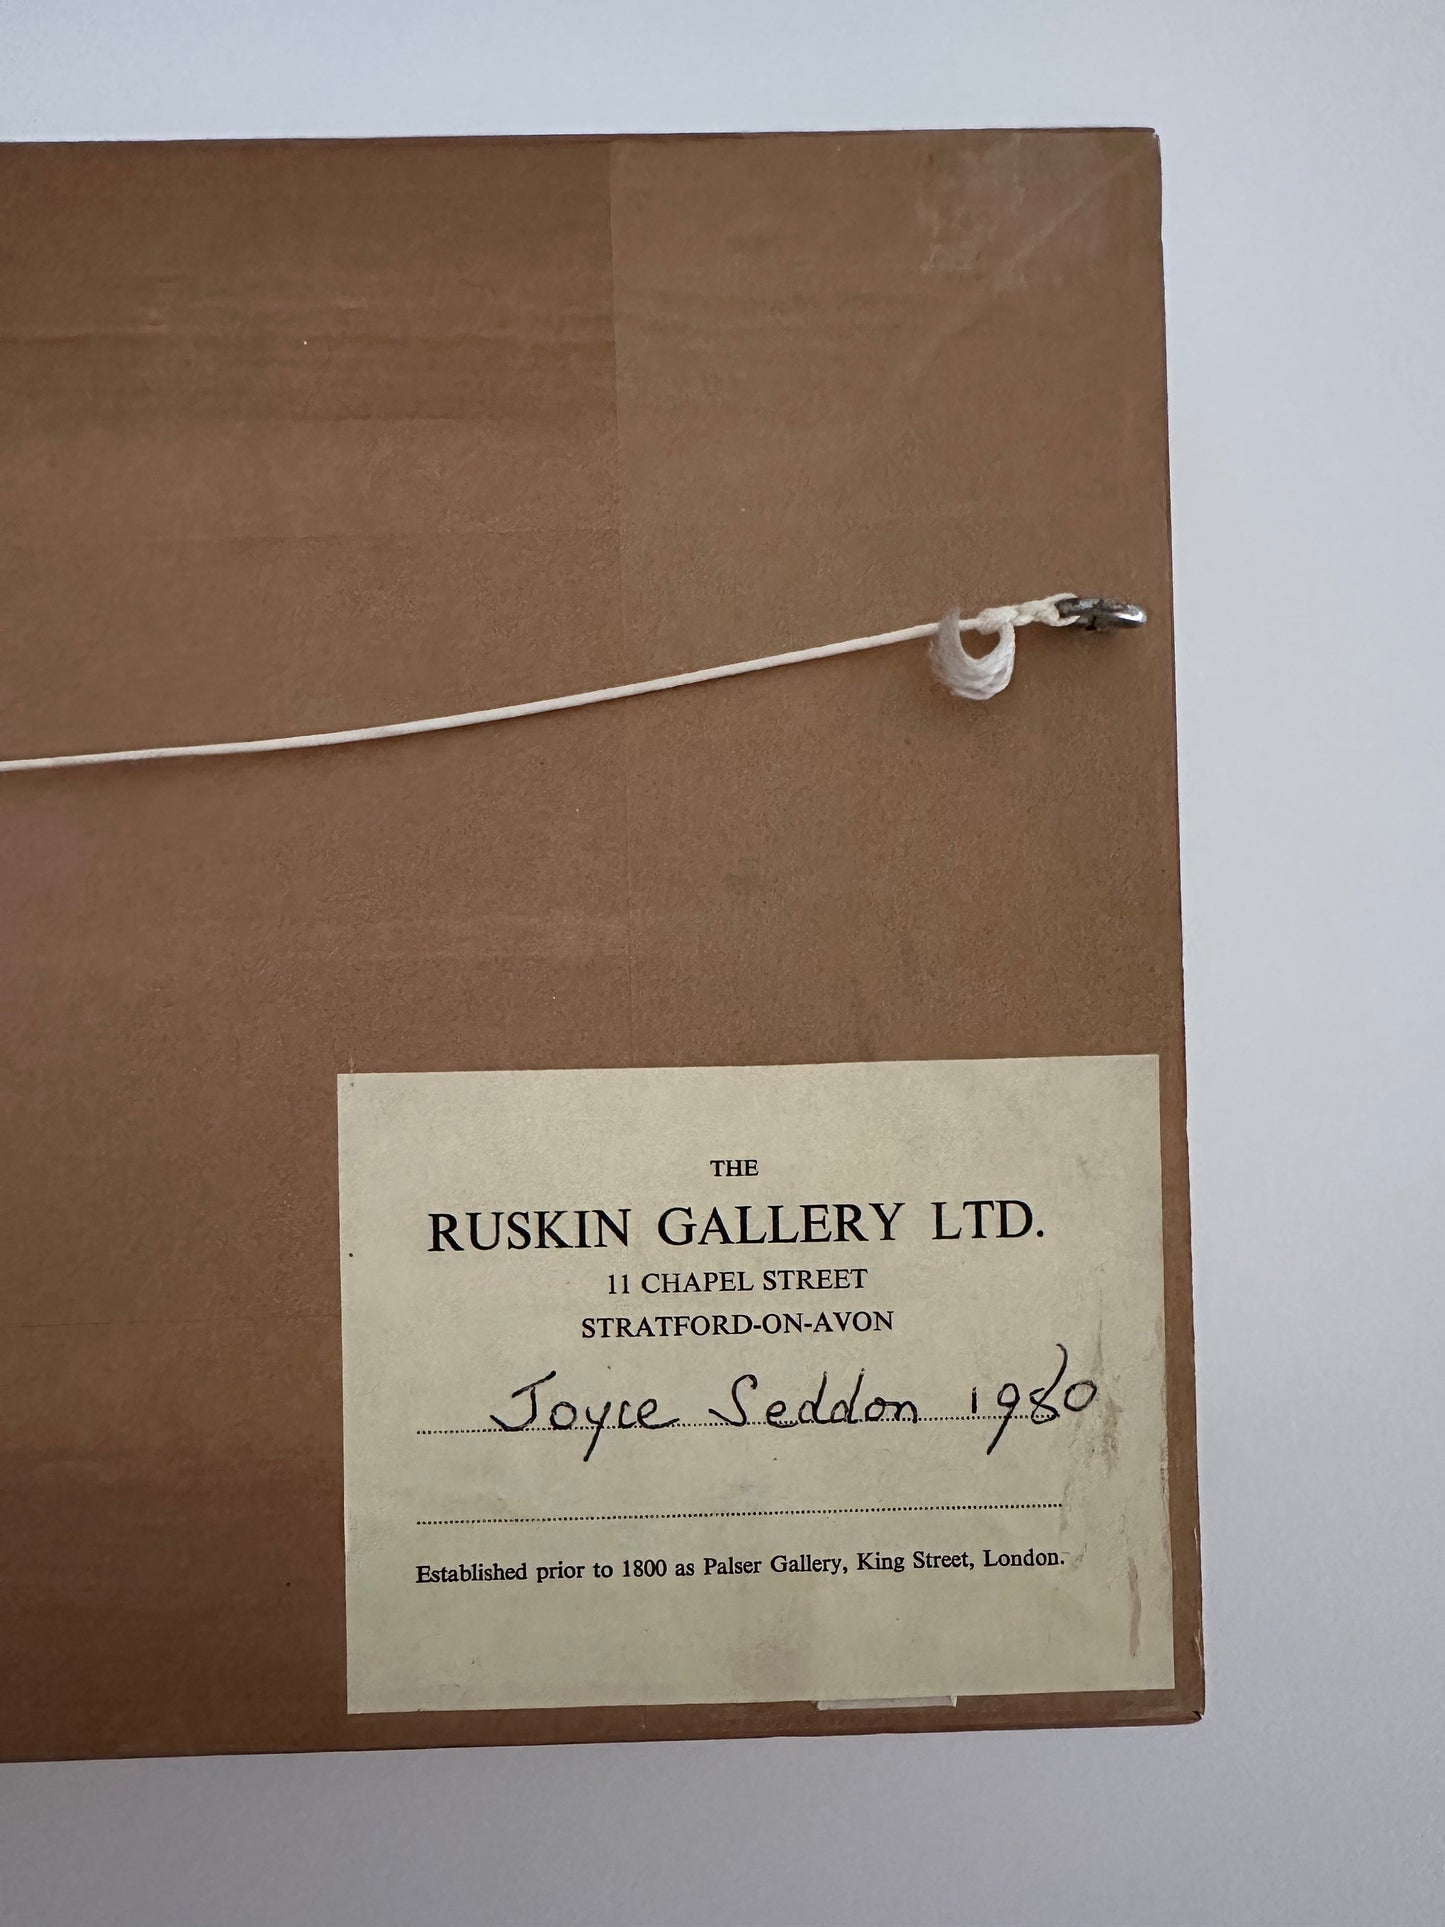 THE
RUSKIN GALLERY LTD.
11 CHAPEL STREET
STRATFORD-ON-AVON
Joyce Seddon 1980
Established prior to 1800 as Palser Gallery, King Street, London.